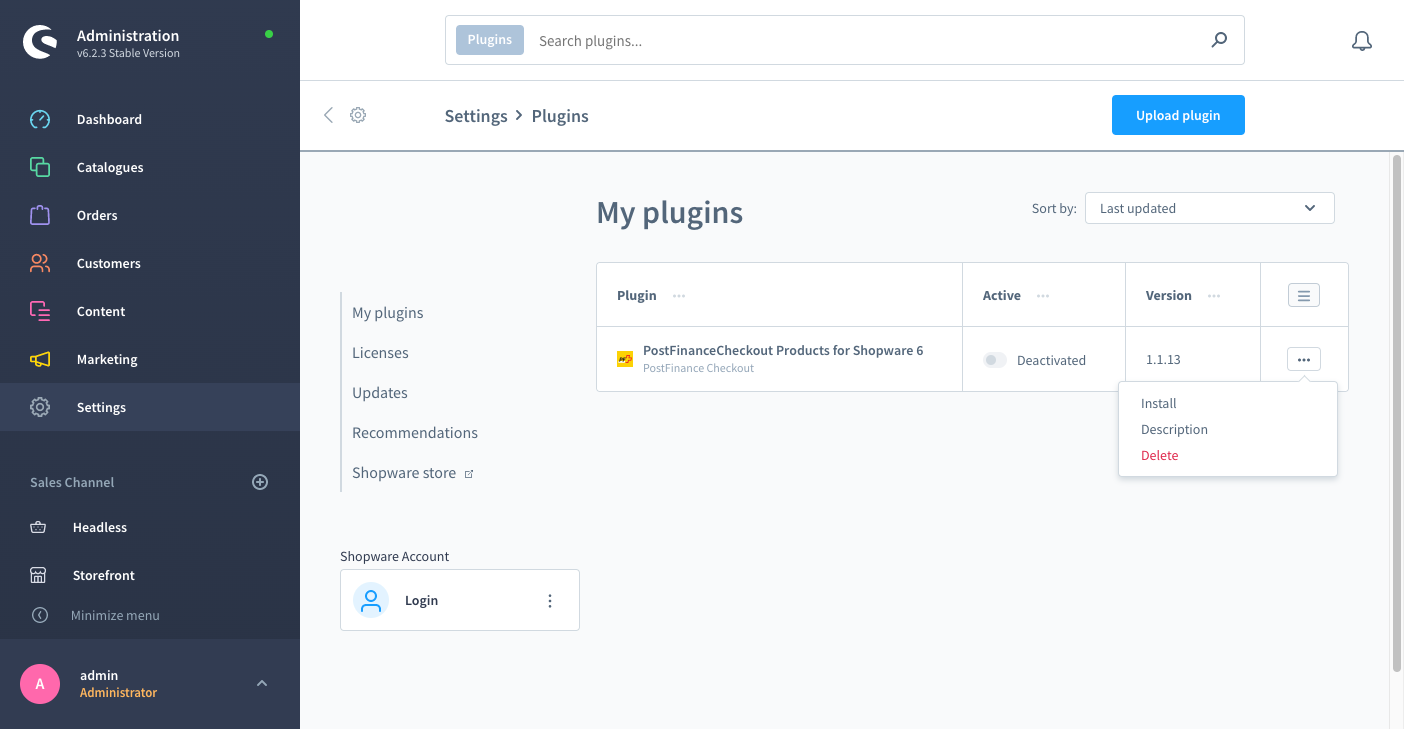 Administration
v6.2.3 Stable Version
Dashboard
Catalogues
Orders
Customers
Content
Marketing
Settings
Sales Channel
Headless
Storefront
Minimize menu
A
admin
Administrator
Plugins
Search plugins...
Settings > Plugins
Upload plugin
My plugins
Licenses
Updates
Recommendations
Shopware store
Shopware Account
Login
My plugins
Sort by:
Last updated
Plugin ...
Active ...
Version ...
PostFinanceCheckout Products for Shopware 6
PostFinance Checkout
Deactivated
1.1.13
Install
Description
Delete